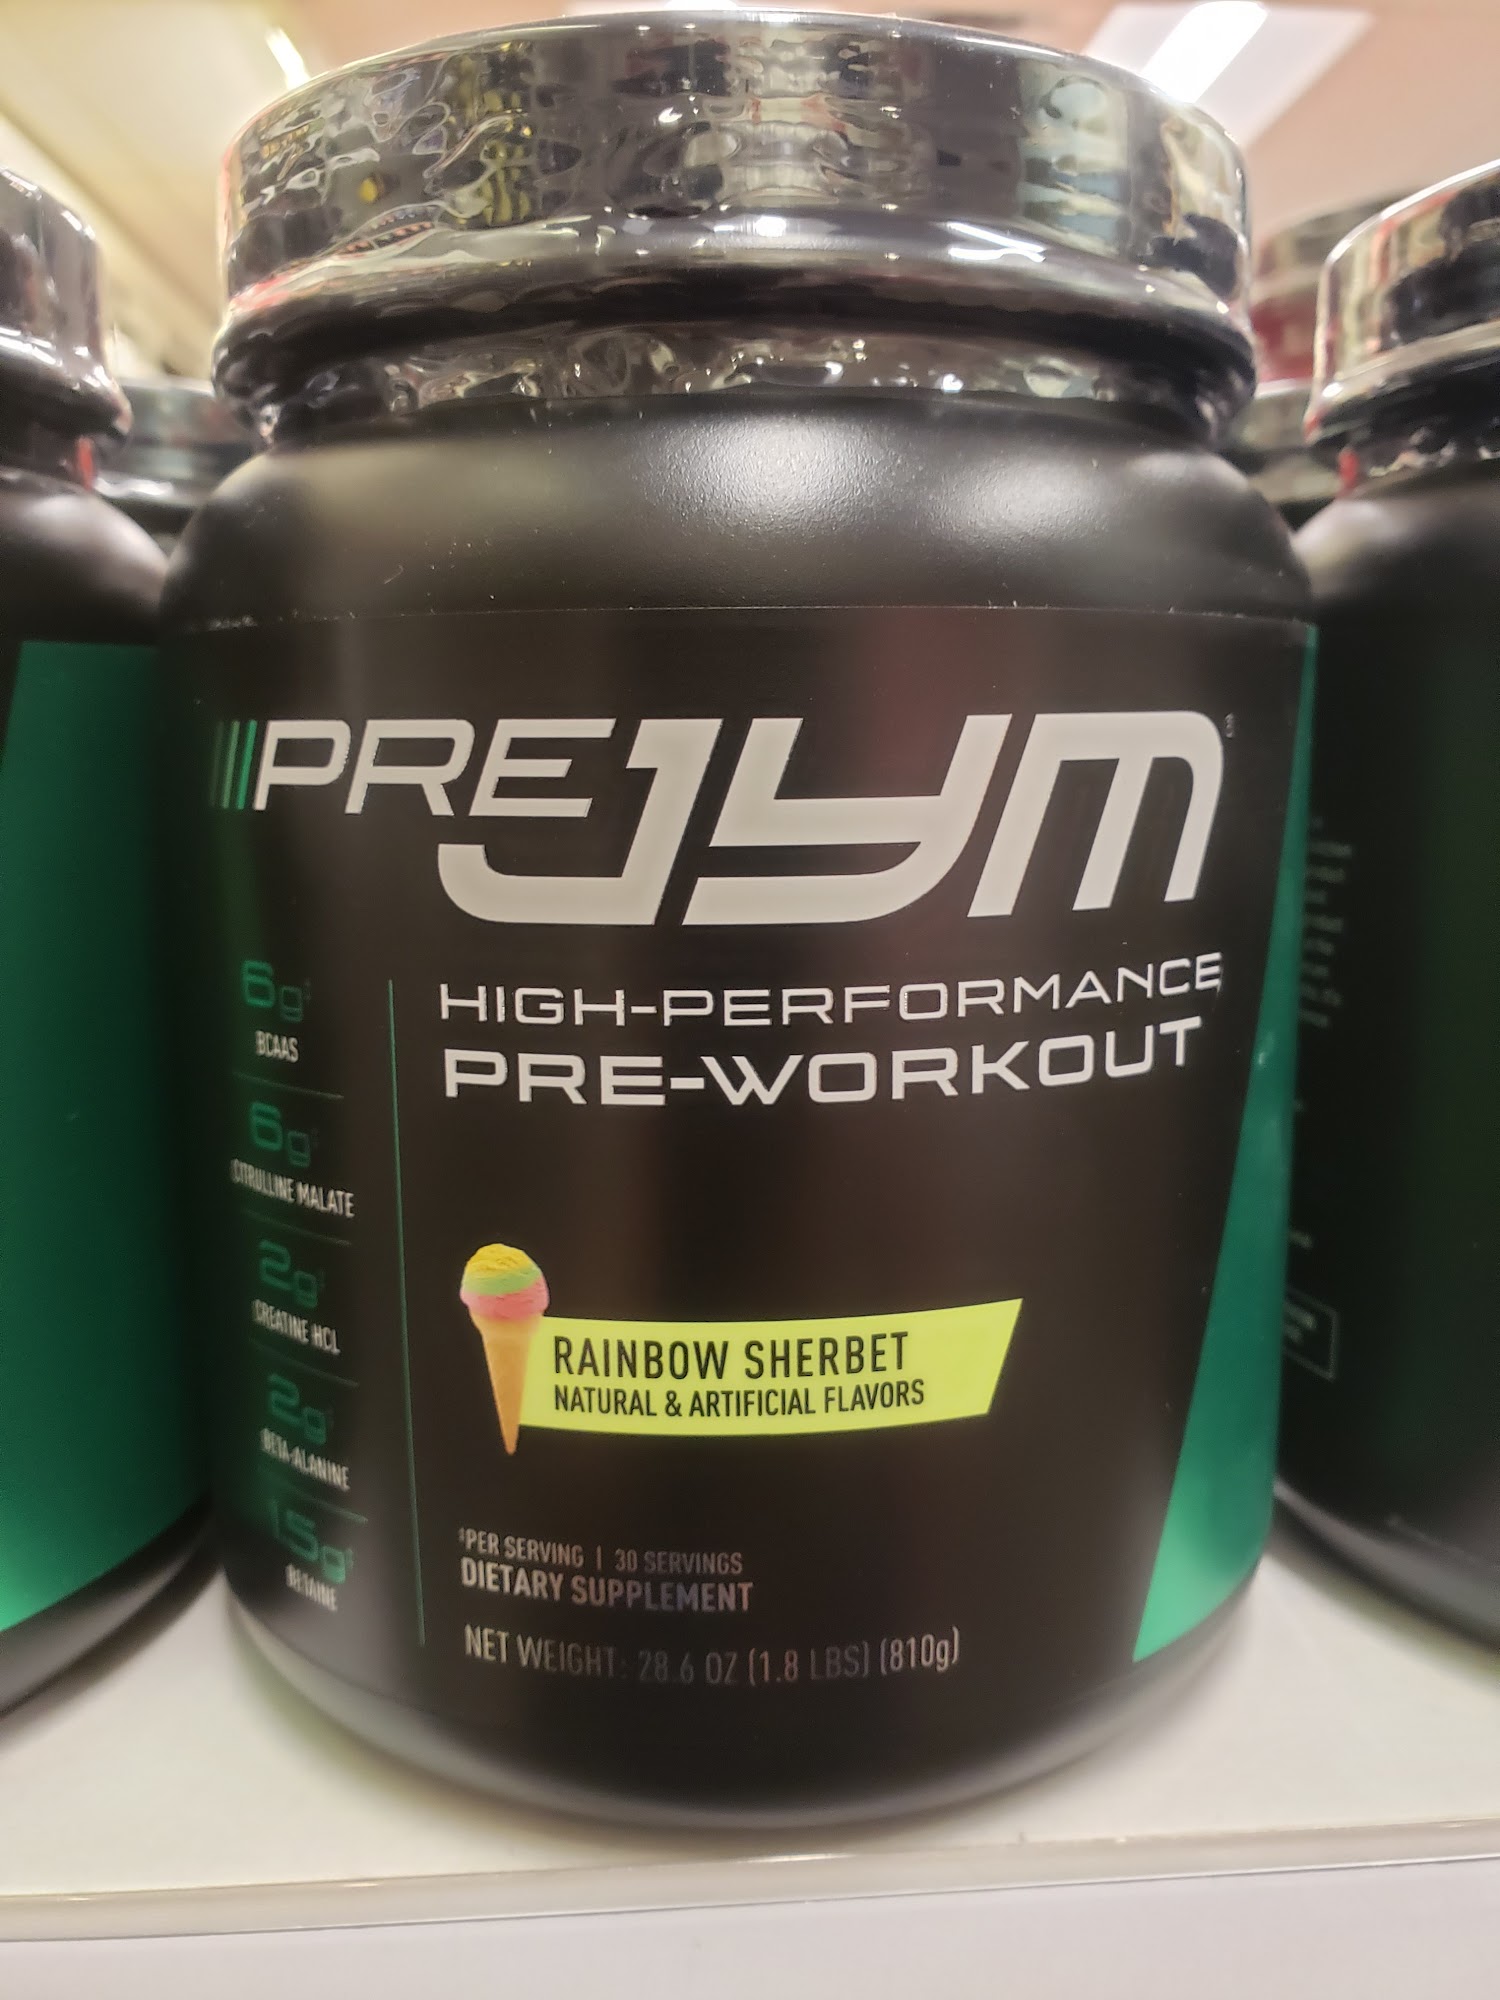 PRE JYM
HIGH-PERFORMANCE
PRE-WORKOUT
6g‡
BCAAS
6g‡
CITRULLINE MALATE
2g‡
CREATINE HCL
2g‡
BETA-ALANINE
1.5g‡
BETAINE
RAINBOW SHERBET
NATURAL & ARTIFICIAL FLAVORS
‡PER SERVING | 30 SERVINGS
DIETARY SUPPLEMENT
NET WEIGHT: 28.6 OZ (1.8 LBS) (810g)